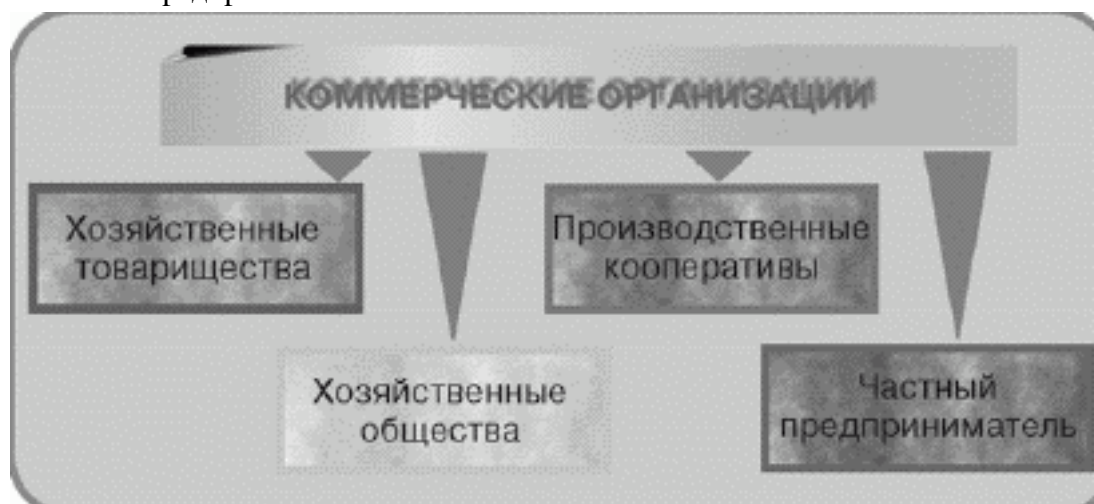 КОММЕРЧЕСКИЕ ОРГАНИЗАЦИИ
Хозяйственные
товарищества
Производственные
кооперативы
Хозяйственные
общества
Частный
предприниматель